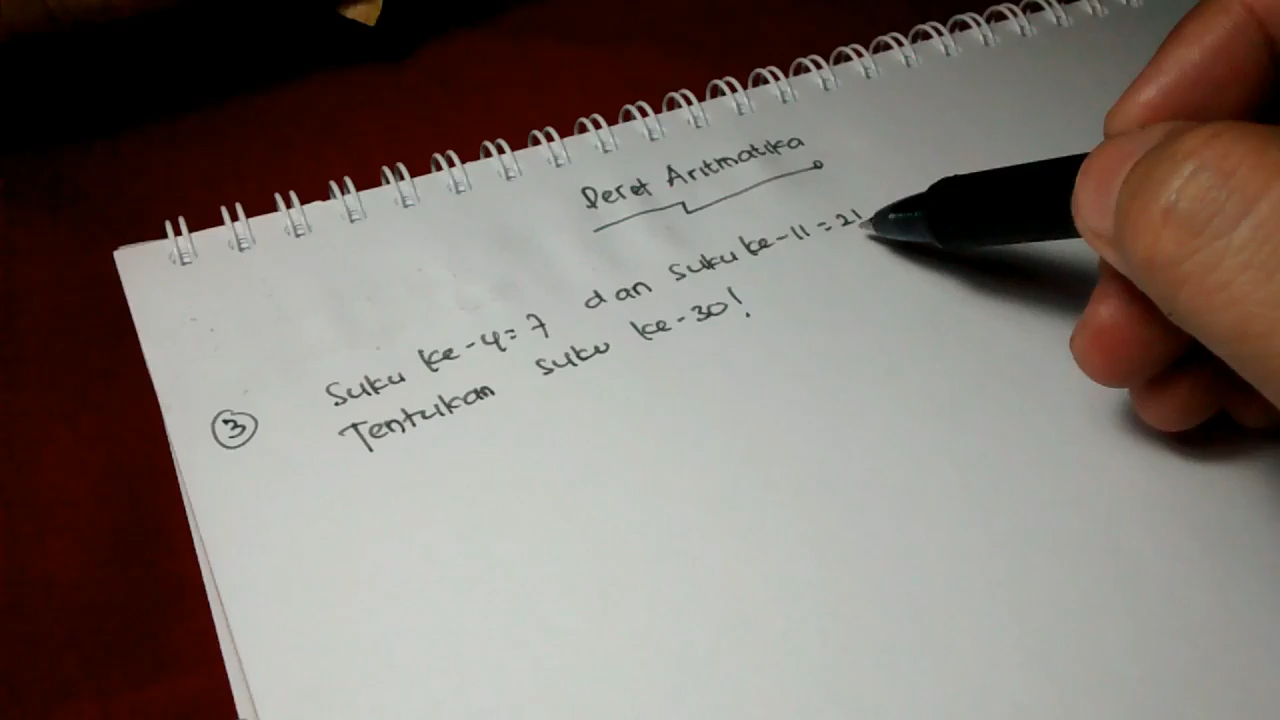 Deret Aritmatika
③ Suku ke-4=7 dan suku ke-11=21
Tentukan suku ke-30!